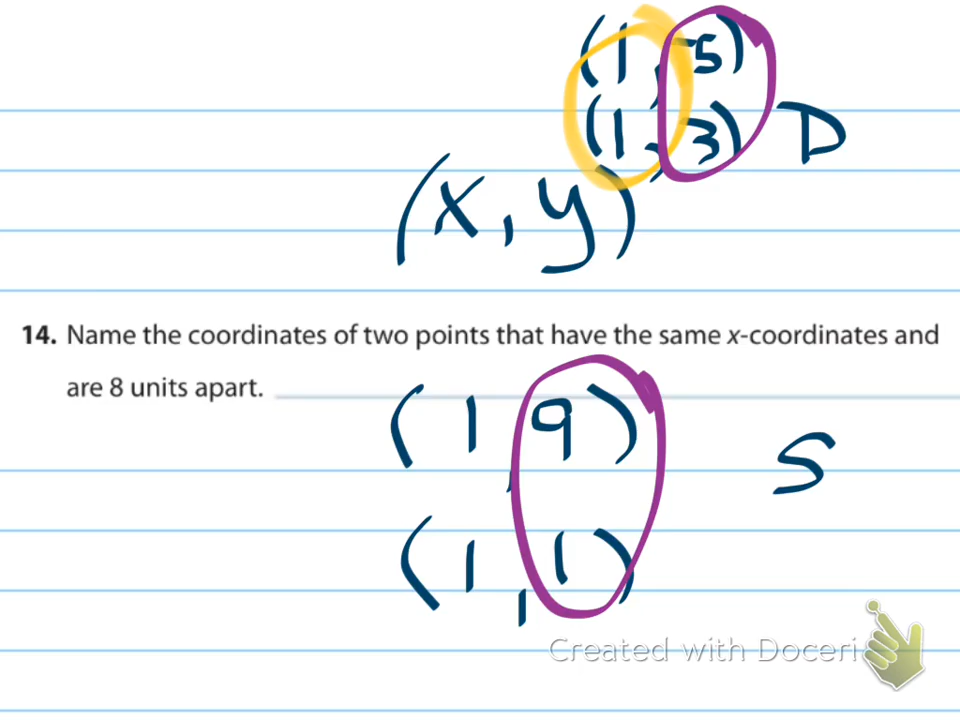 (1, -5)
(1, 3) D
(x, y)
14. Name the coordinates of two points that have the same x-coordinates and
are 8 units apart.
(1, 9)
S
(1, 1)
Created with Doceri